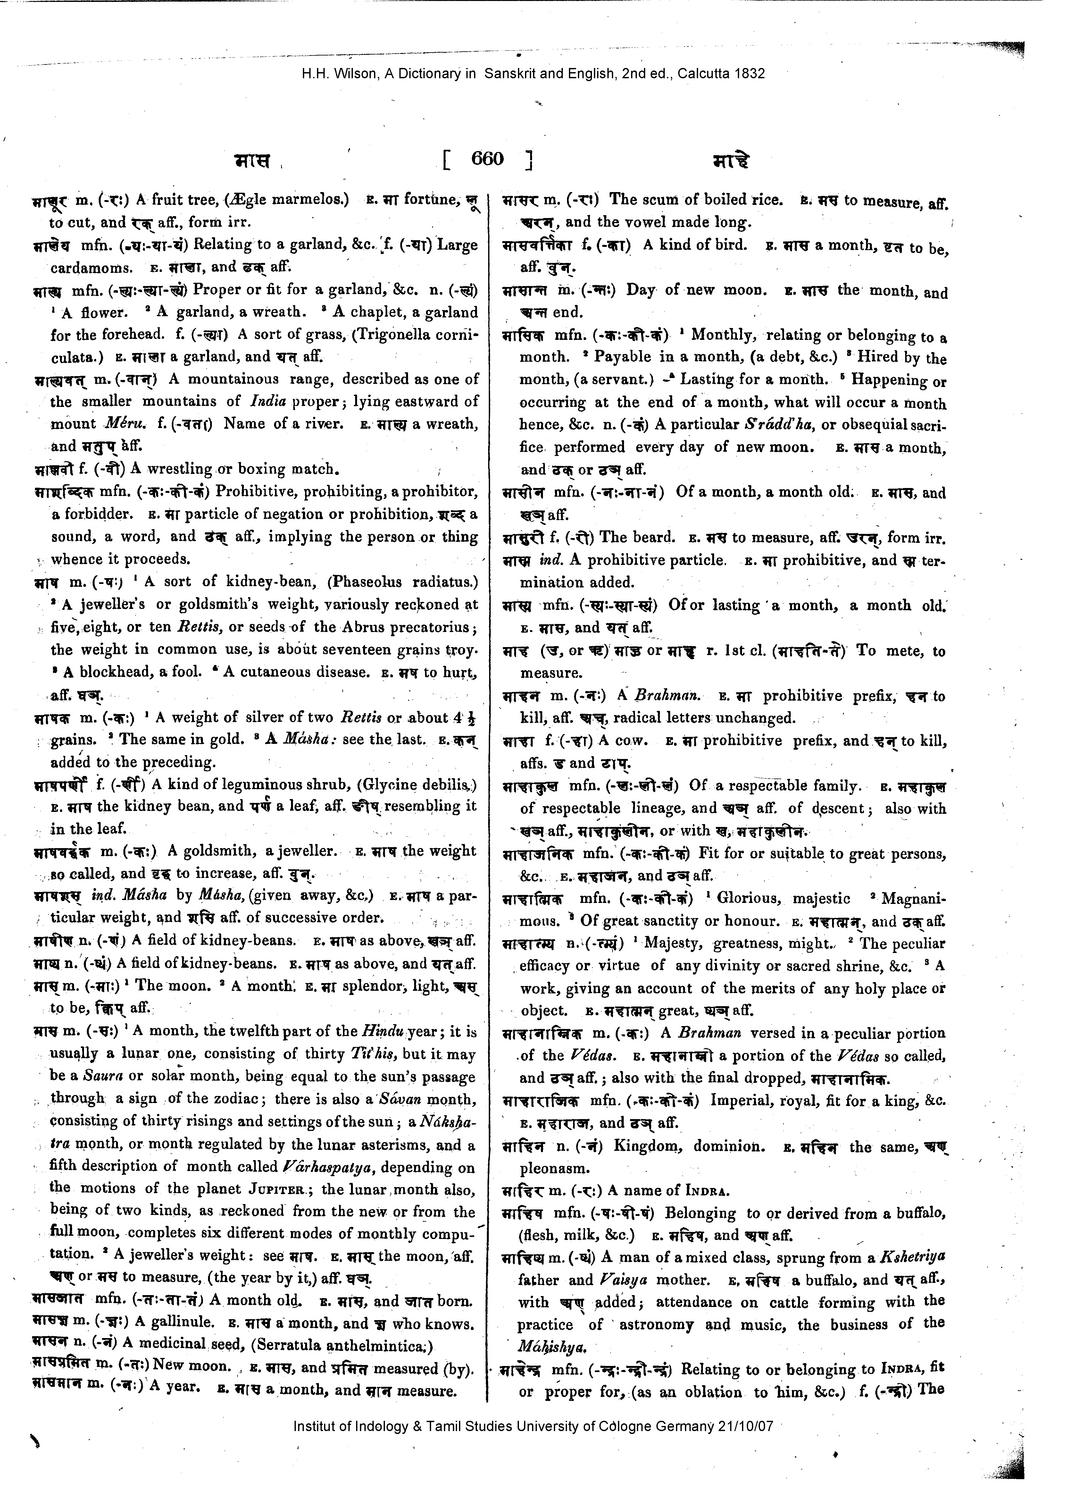 H.H. Wilson, A Dictionary in Sanskrit and English, 2nd ed., Calcutta 1832
मास [ 660 ] माहे
मालूर m. (-रः) A fruit tree, (Ægle marmelos.) E. मा fortune, लू
to cut, and रक् aff., form irr.
मालेय mfn. (-यः-या-यं) Relating to a garland, &c. f. (-या) Large
cardamoms. E. माला, and ढक् aff.
माल्य mfn. (-ल्यः-ल्या-ल्यं) Proper or fit for a garland, &c. n. (-ल्यं)
¹ A flower. ² A garland, a wreath. ³ A chaplet, a garland
for the forehead. f. (-ल्या) A sort of grass, (Trigonella corni-
culata.) E. माला a garland, and यत् aff.
माल्यवत् m. (-वान्) A mountainous range, described as one of
the smaller mountains of India proper; lying eastward of
mount Méru. f. (-वती) Name of a river. E. माल्य a wreath,
and मतुप् aff.
माल्लवी f. (-वी) A wrestling or boxing match.
माशब्दिक mfn. (-कः-की-कं) Prohibitive, prohibiting, a prohibitor,
a forbidder. E. मा particle of negation or prohibition, शब्द a
sound, a word, and ठक् aff., implying the person or thing
whence it proceeds.
माष m. (-षः) ¹ A sort of kidney-bean, (Phaseolus radiatus.)
² A jeweller's or goldsmith's weight, variously reckoned at
five, eight, or ten Rettis, or seeds of the Abrus precatorius;
the weight in common use, is about seventeen grains troy.
³ A blockhead, a fool. ⁴ A cutaneous disease. E. मष to hurt,
aff. घञ्.
माषक m. (-कः) ¹ A weight of silver of two Rettis or about 4 ½
grains. ² The same in gold. ³ A Másha: see the last. E. कन्
added to the preceding.
माषपर्णी f. (-र्णी) A kind of leguminous shrub, (Glycine debilis.)
E. माष the kidney bean, and पर्ण a leaf, aff. ङीष् resembling it
in the leaf.
माषवर्द्धक m. (-कः) A goldsmith, a jeweller. E. माष the weight
so called, and वृद्ध to increase, aff. वुन्.
माषशस् ind. Másha by Másha, (given away, &c.) E. माष a par-
ticular weight, and शसि aff. of successive order.
माषीण n. (-णं) A field of kidney-beans. E. माष as above, खञ् aff.
माष्य n. (-ष्यं) A field of kidney-beans. E. माष as above, and यत् aff.
मास् m. (-माः) ¹ The moon. ² A month. E. मा splendor, light, अस्
to be, क्विप् aff.
मास m. (-सः) ¹ A month, the twelfth part of the Hindu year; it is
usually a lunar one, consisting of thirty Tit'his, but it may
be a Saura or solar month, being equal to the sun's passage
through a sign of the zodiac; there is also a Sávan month,
consisting of thirty risings and settings of the sun; a Náksha-
tra month, or month regulated by the lunar asterisms, and a
fifth description of month called Várhaspatya, depending on
the motions of the planet JUPITER; the lunar month also,
being of two kinds, as reckoned from the new or from the
full moon, completes six different modes of monthly compu-
tation. ² A jeweller's weight: see माष. E. मास् the moon, aff.
अण् or मस to measure, (the year by it,) aff. घञ्.
मासजात mfn. (-तः-ता-तं) A month old. E. मास, and जात born.
मासज्ञ m. (-ज्ञः) A gallinule. E. मास a month, and ज्ञ who knows.
मासन n. (-नं) A medicinal seed, (Serratula anthelmintica.)
मासप्रमित m. (-तः) New moon. E. मास, and प्रमित measured (by).
मासमान m. (-नः) A year. E. मास a month, and मान measure.
मासर m. (-रः) The scum of boiled rice. E. मस to measure, aff.
अरन्, and the vowel made long.
मासवर्त्तिका f. (-का) A kind of bird. E. मास a month, वृत to be,
aff. वुन्.
मासान्त m. (-न्तः) Day of new moon. E. मास the month, and
अन्त end.
मासिक mfn. (-कः-की-कं) ¹ Monthly, relating or belonging to a
month. ² Payable in a month, (a debt, &c.) ³ Hired by the
month, (a servant.) ⁴ Lasting for a month. ⁵ Happening or
occurring at the end of a month, what will occur a month
hence, &c. n. (-कं) A particular S'rádd'ha, or obsequial sacri-
fice performed every day of new moon. E. मास a month,
and ठक् or ठञ् aff.
मासीन mfn. (-नः-ना-नं) Of a month, a month old. E. मास, and
खञ् aff.
मासुरी f. (-री) The beard. E. मस to measure, aff. उरन्, form irr.
मास्म ind. A prohibitive particle. E. मा prohibitive, and स्म ter-
mination added.
मास्य mfn. (-स्यः-स्या-स्यं) Of or lasting a month, a month old.
E. मास, and यत् aff.
माह (उ, or ऋ) माहु or माहृ r. 1st cl. (माहति-ते) To mete, to
measure.
माहन m. (-नः) A Brahman. E. मा prohibitive prefix, हन to
kill, aff. अच्, radical letters unchanged.
माहा f. (-हा) A cow. E. मा prohibitive prefix, and हन् to kill,
affs. ड and टाप्.
माहाकुल mfn. (-लः-ली-लं) Of a respectable family. E. महाकुल
of respectable lineage, and अञ् aff. of descent; also with
खञ् aff., माहाकुलीन, or with ख, महाकुलीन.
माहाजनिक mfn. (-कः-की-कं) Fit for or suitable to great persons,
&c. E. महाजन, and ठञ् aff.
माहात्मिक mfn. (-कः-की-कं) ¹ Glorious, majestic ² Magnani-
mous. ³ Of great sanctity or honour. E. महात्मन्, and ठक् aff.
माहात्म्य n. (-त्म्यं) ¹ Majesty, greatness, might. ² The peculiar
efficacy or virtue of any divinity or sacred shrine, &c. ³ A
work, giving an account of the merits of any holy place or
object. E. महात्मन् great, ष्यञ् aff.
माहानाम्निक m. (-कः) A Brahman versed in a peculiar portion
of the Védas. E. महानाम्नी a portion of the Védas so called,
and ठञ् aff.; also with the final dropped, माहानामिक.
माहाराजिक mfn. (-कः-की-कं) Imperial, royal, fit for a king, &c.
E. महाराज, and ठञ् aff.
माहिन n. (-नं) Kingdom, dominion. E. महिन the same, अण्
pleonasm.
माहिर m. (-रः) A name of INDRA.
माहिष mfn. (-षः-षी-षं) Belonging to or derived from a buffalo,
(flesh, milk, &c.) E. महिष, and अण् aff.
माहिष्य m. (-ष्यं) A man of a mixed class, sprung from a Kshetriya
father and Vaisya mother. E, महिष a buffalo, and यत् aff.,
with अण् added; attendance on cattle forming with the
practice of astronomy and music, the business of the
Máhishya.
माहेन्द्र mfn. (-न्द्रः-न्द्री-न्द्रं) Relating to or belonging to INDRA, fit
or proper for, (as an oblation to him, &c.) f. (-न्द्री) The
Institut of Indology & Tamil Studies University of Cologne Germany 21/10/07